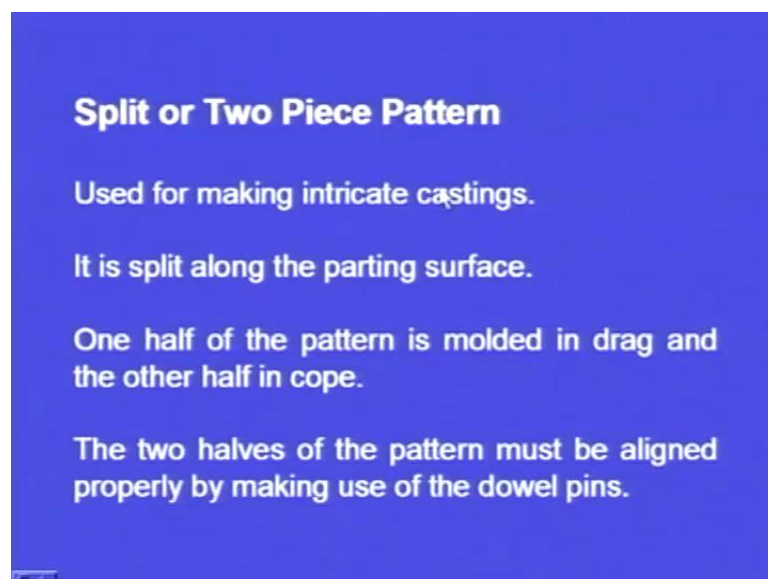 Split or Two Piece Pattern
Used for making intricate castings.
It is split along the parting surface.
One half of the pattern is molded in drag and
the other half in cope.
The two halves of the pattern must be aligned
properly by making use of the dowel pins.